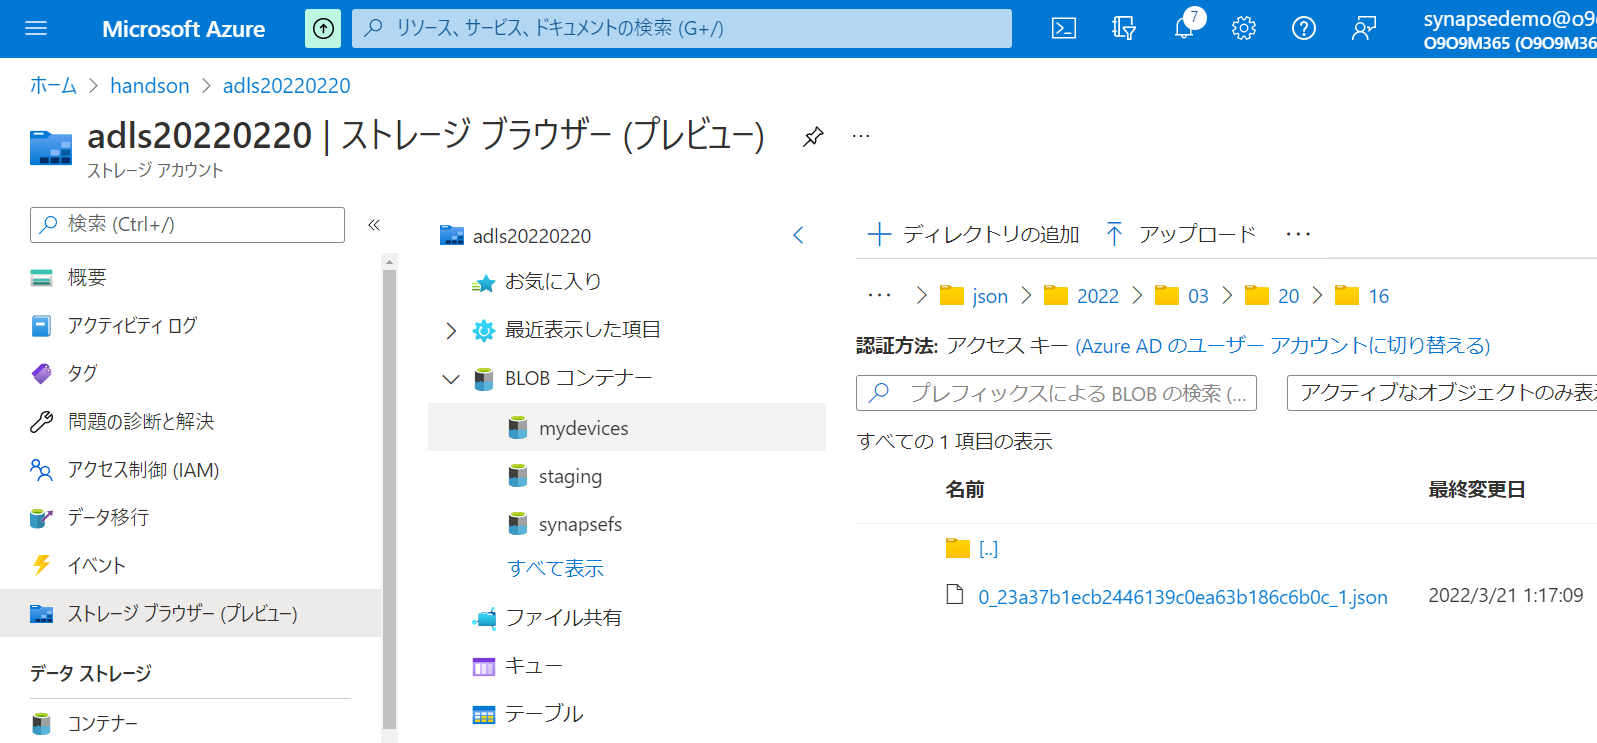 Microsoft Azure
リソース、サービス、ドキュメントの検索 (G+/)
7
synapsedemo@o9
O9O9M365 (O9O9M36
ホーム > handson > adls20220220
adls20220220 | ストレージ ブラウザー (プレビュー)
...
ストレージ アカウント
検索 (Ctrl+/)
«
概要
アクティビティ ログ
タグ
問題の診断と解決
アクセス制御 (IAM)
データ移行
イベント
ストレージ ブラウザー (プレビュー)
データ ストレージ
コンテナー
adls20220220
お気に入り
最近表示した項目
BLOB コンテナー
mydevices
staging
synapsefs
すべて表示
ファイル共有
キュー
テーブル
ディレクトリの追加 アップロード ...
... > json > 2022 > 03 > 20 > 16
認証方法: アクセス キー (Azure AD のユーザー アカウントに切り替える)
プレフィックスによる BLOB の検索 (...
アクティブなオブジェクトのみ表
すべての 1 項目の表示
名前 最終変更日
[..]
0_23a37b1ecb2446139c0ea63b186c6b0c_1.json 2022/3/21 1:17:09